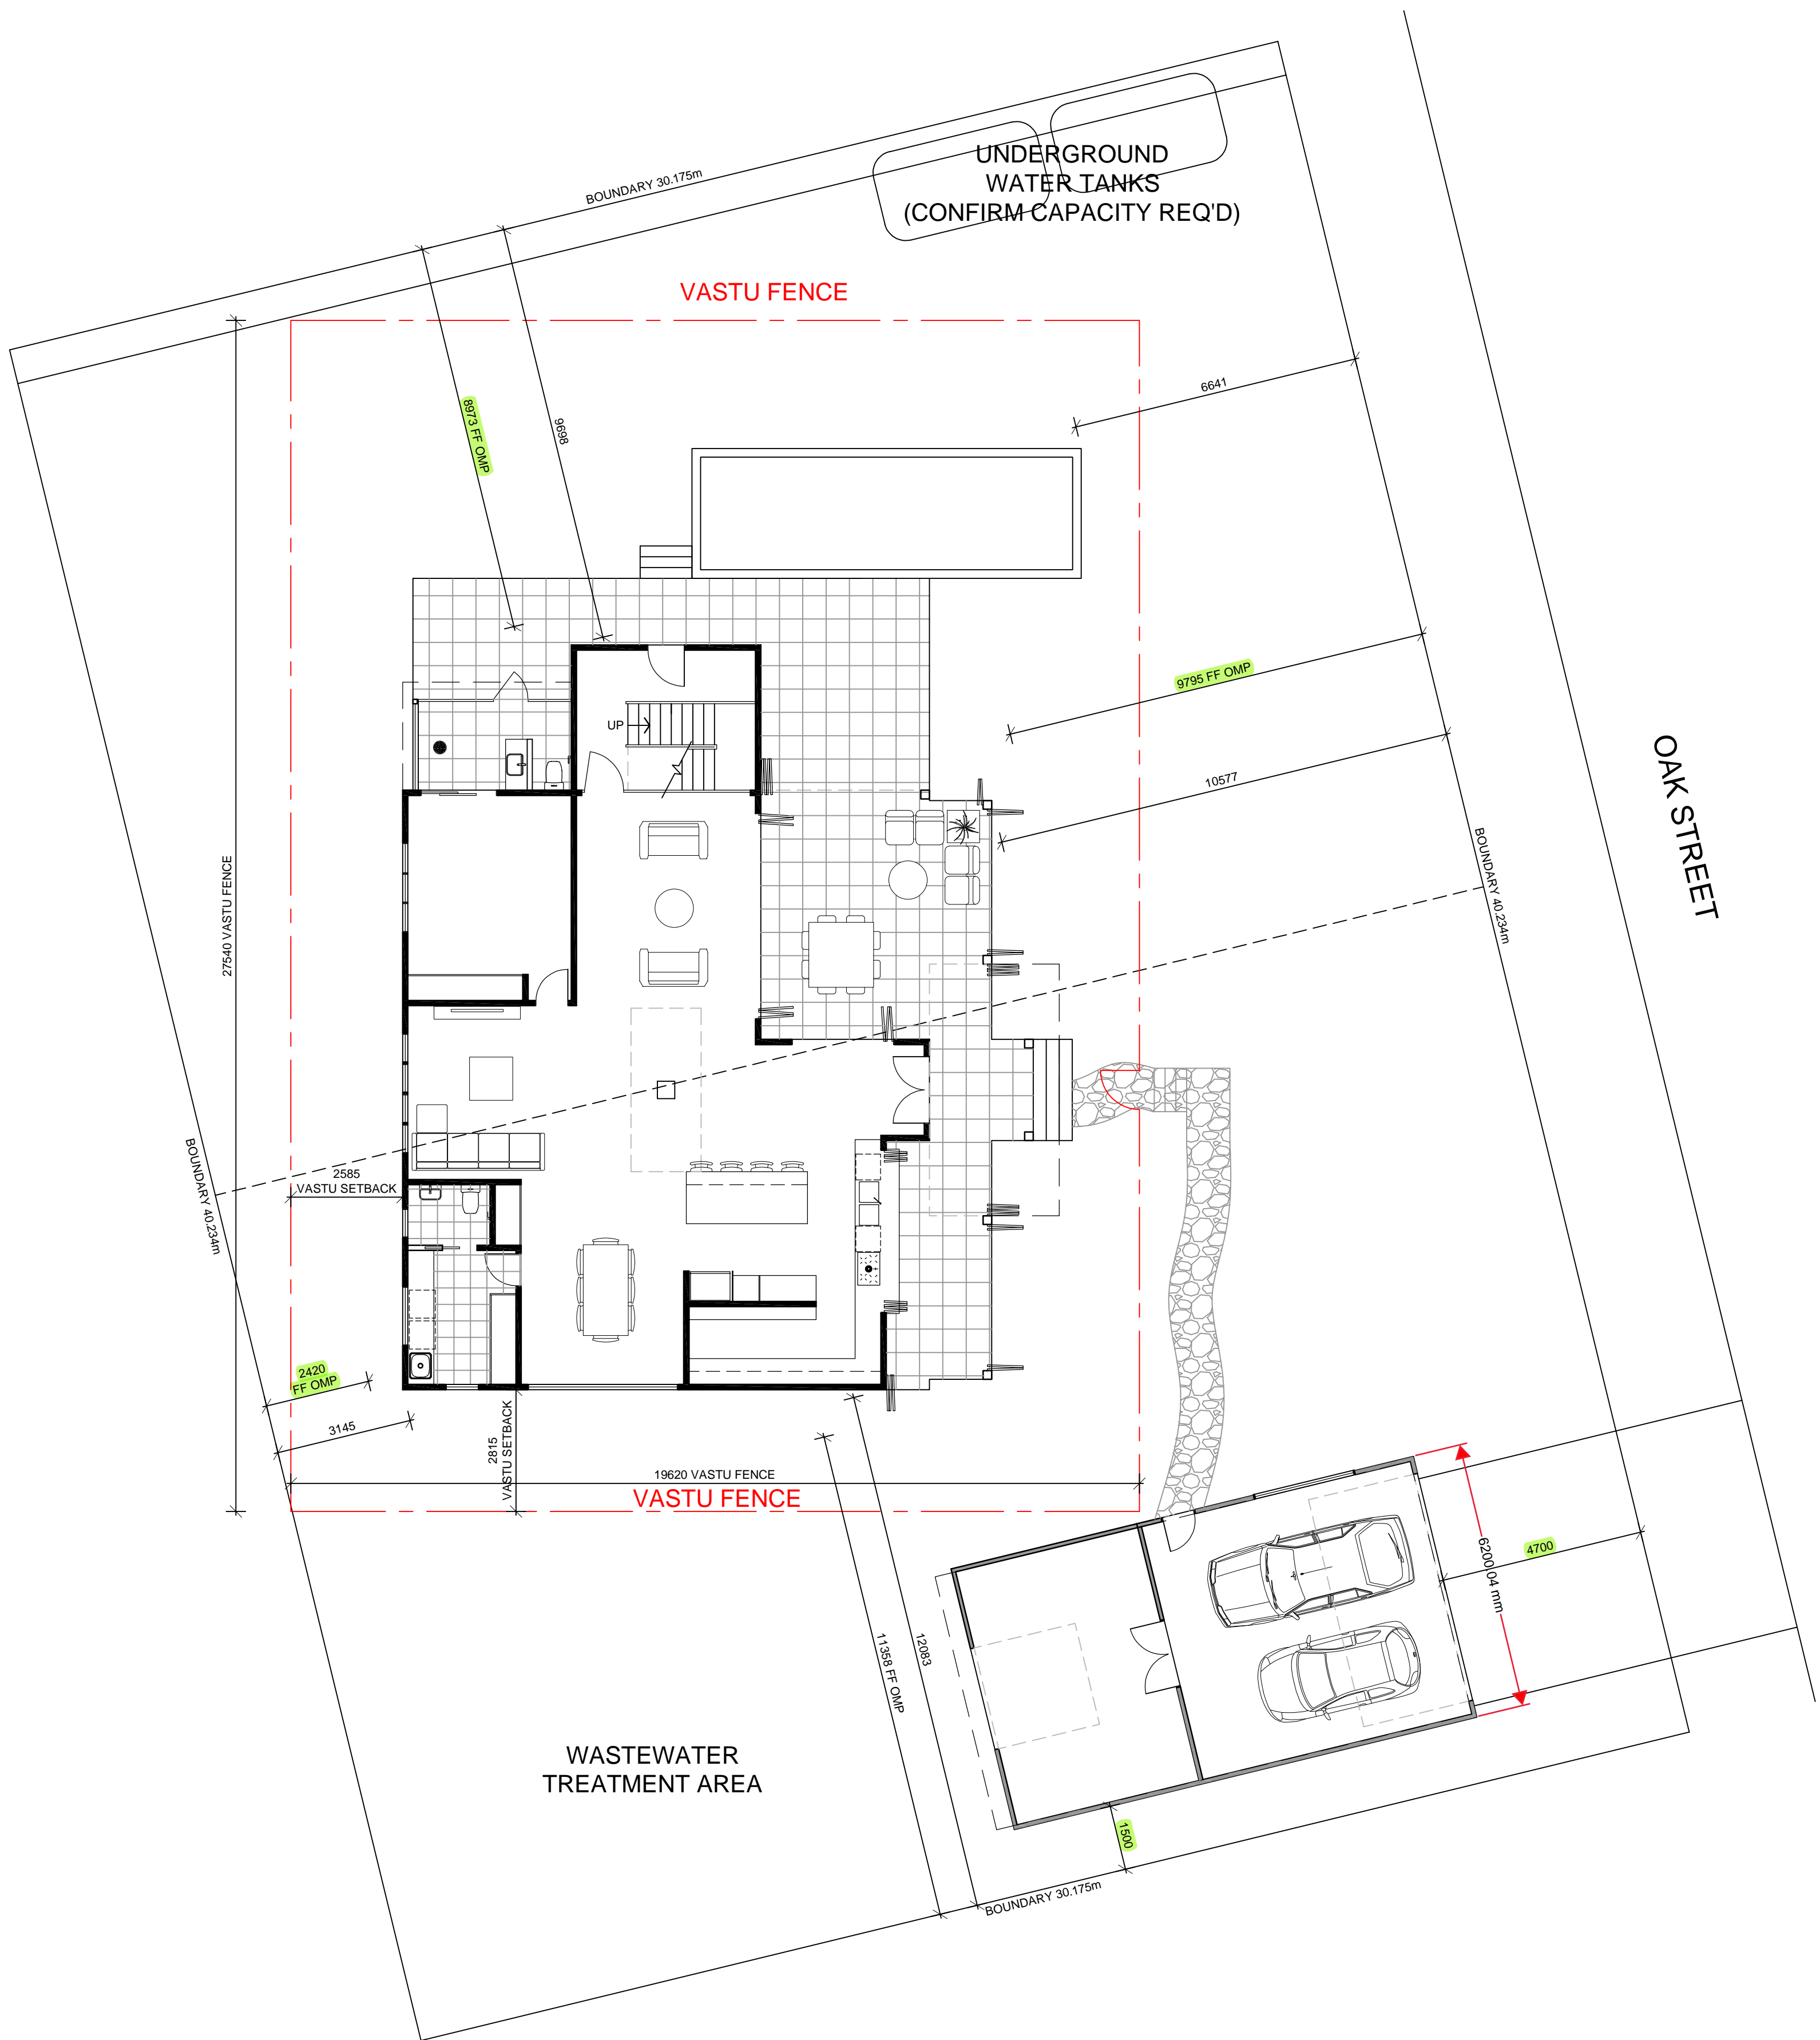 BOUNDARY 30.175m
UNDERGROUND
WATER TANKS
(CONFIRM CAPACITY REQ'D)
VASTU FENCE
6641
8973 FF OMP
9698
9795 FF OMP
10577
UP
OAK STREET
27540 VASTU FENCE
BOUNDARY 40.234m
BOUNDARY 40.234m
2585
VASTU SETBACK
2420
FF OMP
3145
2815
VASTU SETBACK
19620 VASTU FENCE
VASTU FENCE
6200.04 mm
4700
11358 FF OMP
12083
WASTEWATER
TREATMENT AREA
1500
BOUNDARY 30.175m